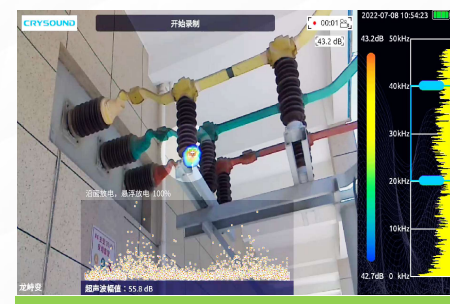 CRYSOUND
开始录制
00:01
2022-07-08 10:54:23
43.2 dB
43.2dB
50kHz
40kHz
30kHz
20kHz
10kHz
沿面放电，悬浮放电 100%
42.7dB
0 kHz
超声波幅值：55.8 dB
龙峙变